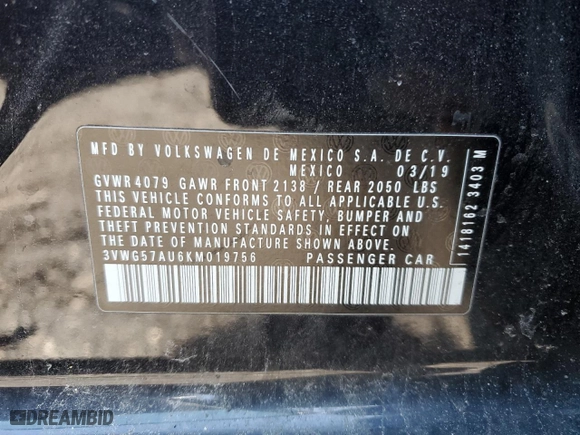 MFD BY VOLKSWAGEN DE MEXICO S.A. DE C.V.
MEXICO 03/19
GVWR4079 GAWR FRONT 2138 / REAR 2050 LBS
THIS VEHICLE CONFORMS TO ALL APPLICABLE U.S.
FEDERAL MOTOR VEHICLE SAFETY, BUMPER AND
THEFT PREVENTION STANDARDS IN EFFECT
ON THE DATE OF MANUFACTURE SHOWN ABOVE.
3VWG57AU6KM019756 PASSENGER CAR
1418162 3403 M
DREAMBID